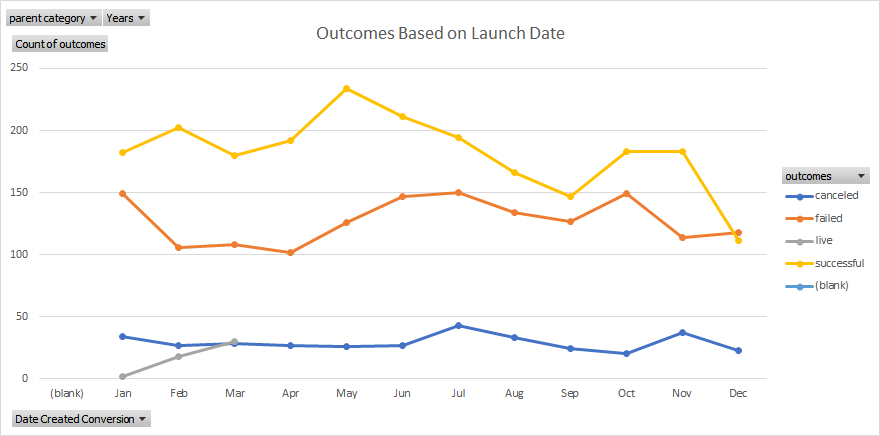 parent category Years
Outcomes Based on Launch Date
Count of outcomes
250
200
150
100
50
0
(blank) Jan Feb Mar Apr May Jun Jul Aug Sep Oct Nov Dec
outcomes
canceled
failed
live
successful
(blank)
Date Created Conversion